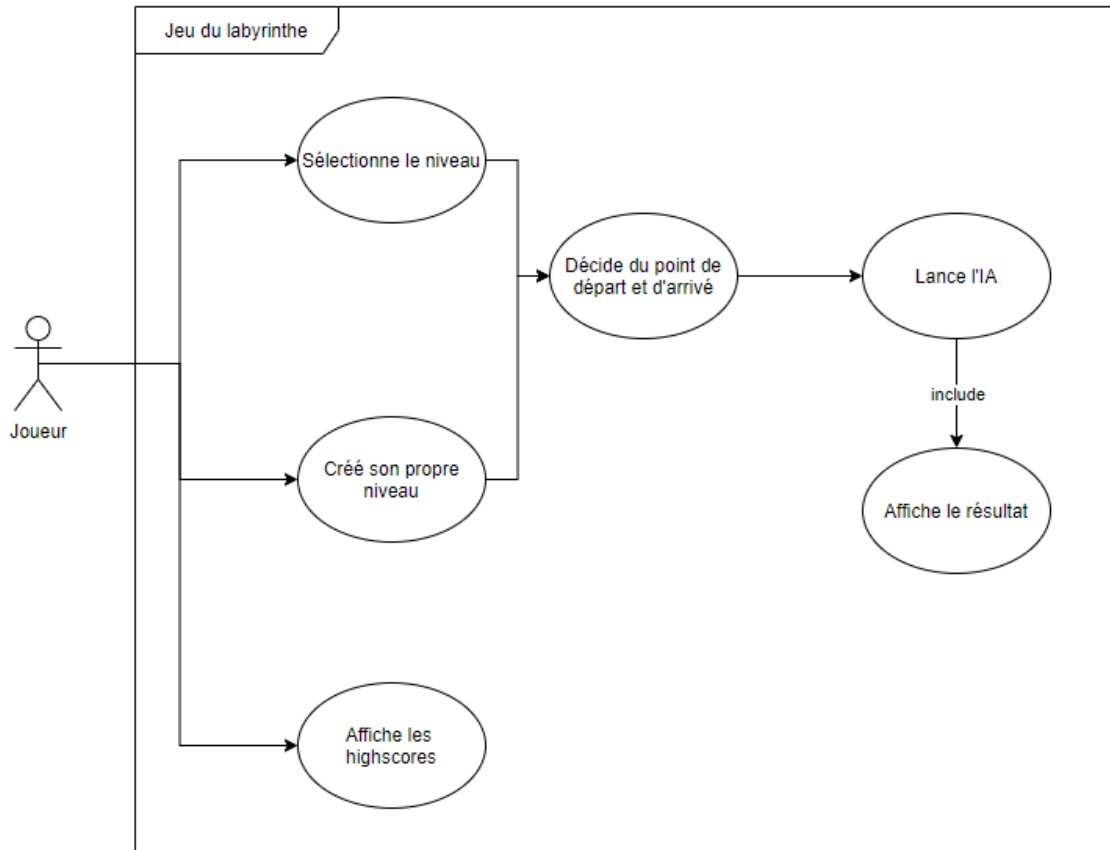 Jeu du labyrinthe
Sélectionne le niveau
Décide du point de
départ et d'arrivé
Lance l'IA
include
Joueur
Créé son propre
niveau
Affiche le résultat
Affiche les
highscores